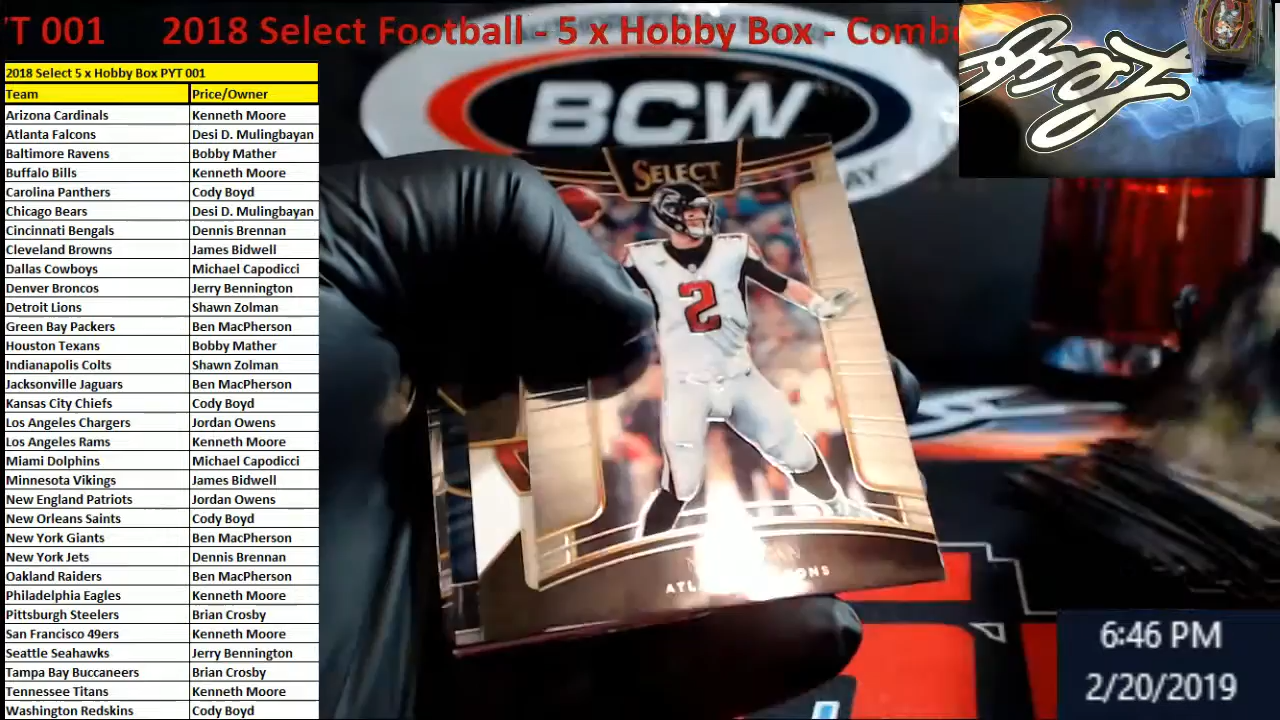 T 001 2018 Select Football - 5 x Hobby Box - Comb
2018 Select 5 x Hobby Box PYT 001
Team Price/Owner
Arizona Cardinals Kenneth Moore
Atlanta Falcons Desi D. Mulingbayan
Baltimore Ravens Bobby Mather
Buffalo Bills Kenneth Moore
Carolina Panthers Cody Boyd
Chicago Bears Desi D. Mulingbayan
Cincinnati Bengals Dennis Brennan
Cleveland Browns James Bidwell
Dallas Cowboys Michael Capodicci
Denver Broncos Jerry Bennington
Detroit Lions Shawn Zolman
Green Bay Packers Ben MacPherson
Houston Texans Bobby Mather
Indianapolis Colts Shawn Zolman
Jacksonville Jaguars Ben MacPherson
Kansas City Chiefs Cody Boyd
Los Angeles Chargers Jordan Owens
Los Angeles Rams Kenneth Moore
Miami Dolphins Michael Capodicci
Minnesota Vikings James Bidwell
New England Patriots Jordan Owens
New Orleans Saints Cody Boyd
New York Giants Ben MacPherson
New York Jets Dennis Brennan
Oakland Raiders Ben MacPherson
Philadelphia Eagles Kenneth Moore
Pittsburgh Steelers Brian Crosby
San Francisco 49ers Kenneth Moore
Seattle Seahawks Jerry Bennington
Tampa Bay Buccaneers Brian Crosby
Tennessee Titans Kenneth Moore
Washington Redskins Cody Boyd
BCW
SELECT
2
6:46 PM
2/20/2019